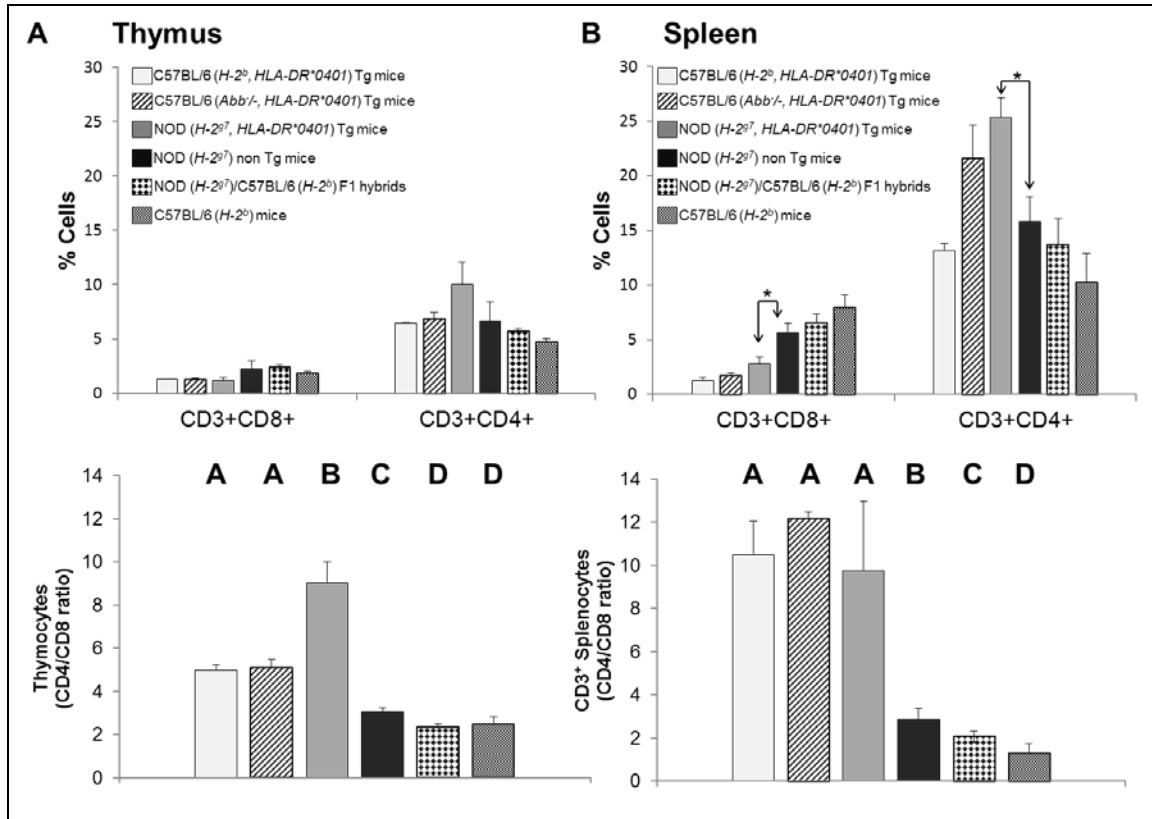 A Thymus
30
25
20
15
10
5
0
% Cells
C57BL/6 (H-2ᵇ, HLA-DR*0401) Tg mice
C57BL/6 (Abb⁻/-, HLA-DR*0401) Tg mice
NOD (H-2ᵍ⁷, HLA-DR*0401) Tg mice
NOD (H-2ᵍ⁷) non Tg mice
NOD (H-2ᵍ⁷)/C57BL/6 (H-2ᵇ) F1 hybrids
C57BL/6 (H-2ᵇ) mice
CD3+CD8+ CD3+CD4+
B Spleen
30
25
20
15
10
5
0
% Cells
C57BL/6 (H-2ᵇ, HLA-DR*0401) Tg mice
C57BL/6 (Abb⁻/-, HLA-DR*0401) Tg mice
NOD (H-2ᵍ⁷, HLA-DR*0401) Tg mice
NOD (H-2ᵍ⁷) non Tg mice
NOD (H-2ᵍ⁷)/C57BL/6 (H-2ᵇ) F1 hybrids
C57BL/6 (H-2ᵇ) mice
*
*
CD3+CD8+ CD3+CD4+
A A B C D D
14
12
10
8
6
4
2
0
Thymocytes
(CD4/CD8 ratio)
A A A B C D
14
12
10
8
6
4
2
0
CD3⁺ Splenocytes
(CD4/CD8 ratio)